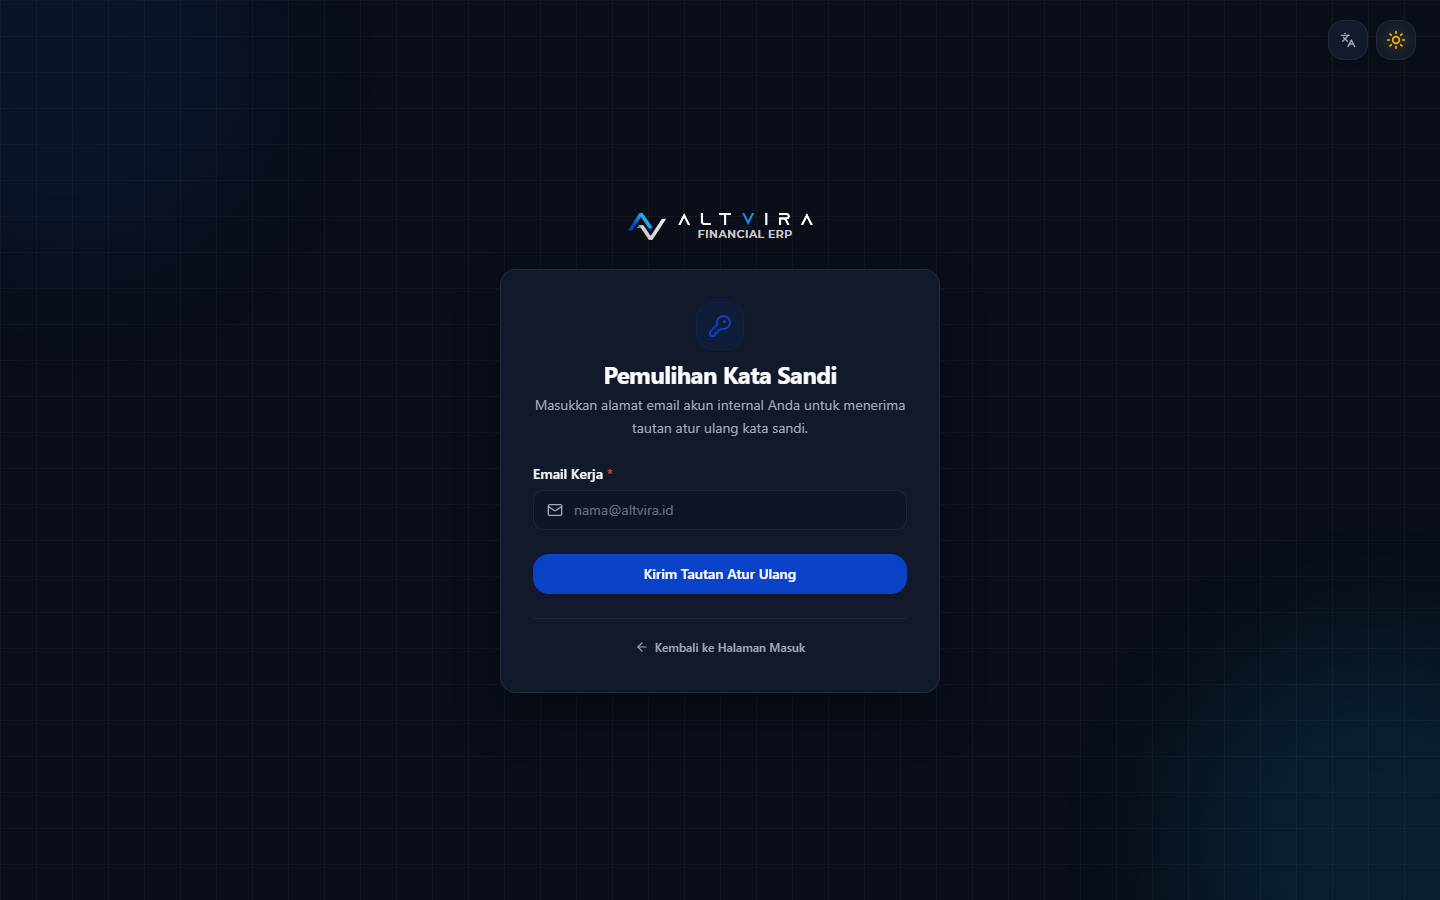 ALTVIRA
FINANCIAL ERP
Pemulihan Kata Sandi
Masukkan alamat email akun internal Anda untuk menerima
tautan atur ulang kata sandi.
Email Kerja *
nama@altvira.id
Kirim Tautan Atur Ulang
Kembali ke Halaman Masuk